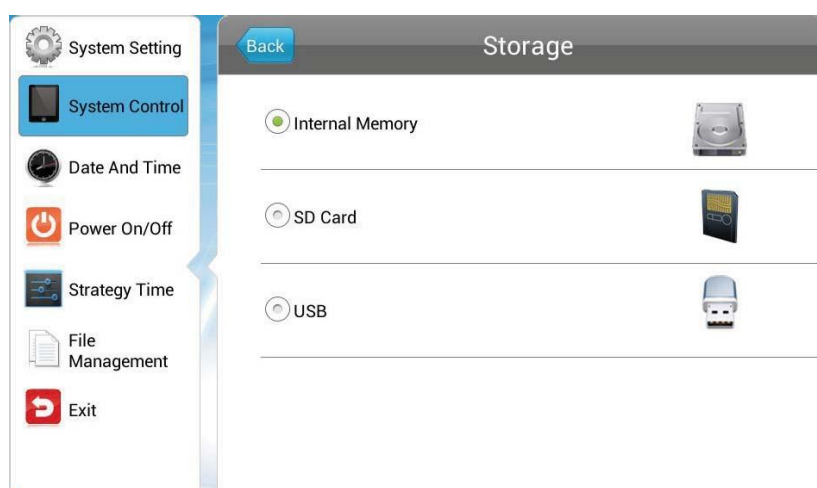 System Setting
System Control
Date And Time
Power On/Off
Strategy Time
File
Management
Exit
Back
Storage
Internal Memory
SD Card
USB